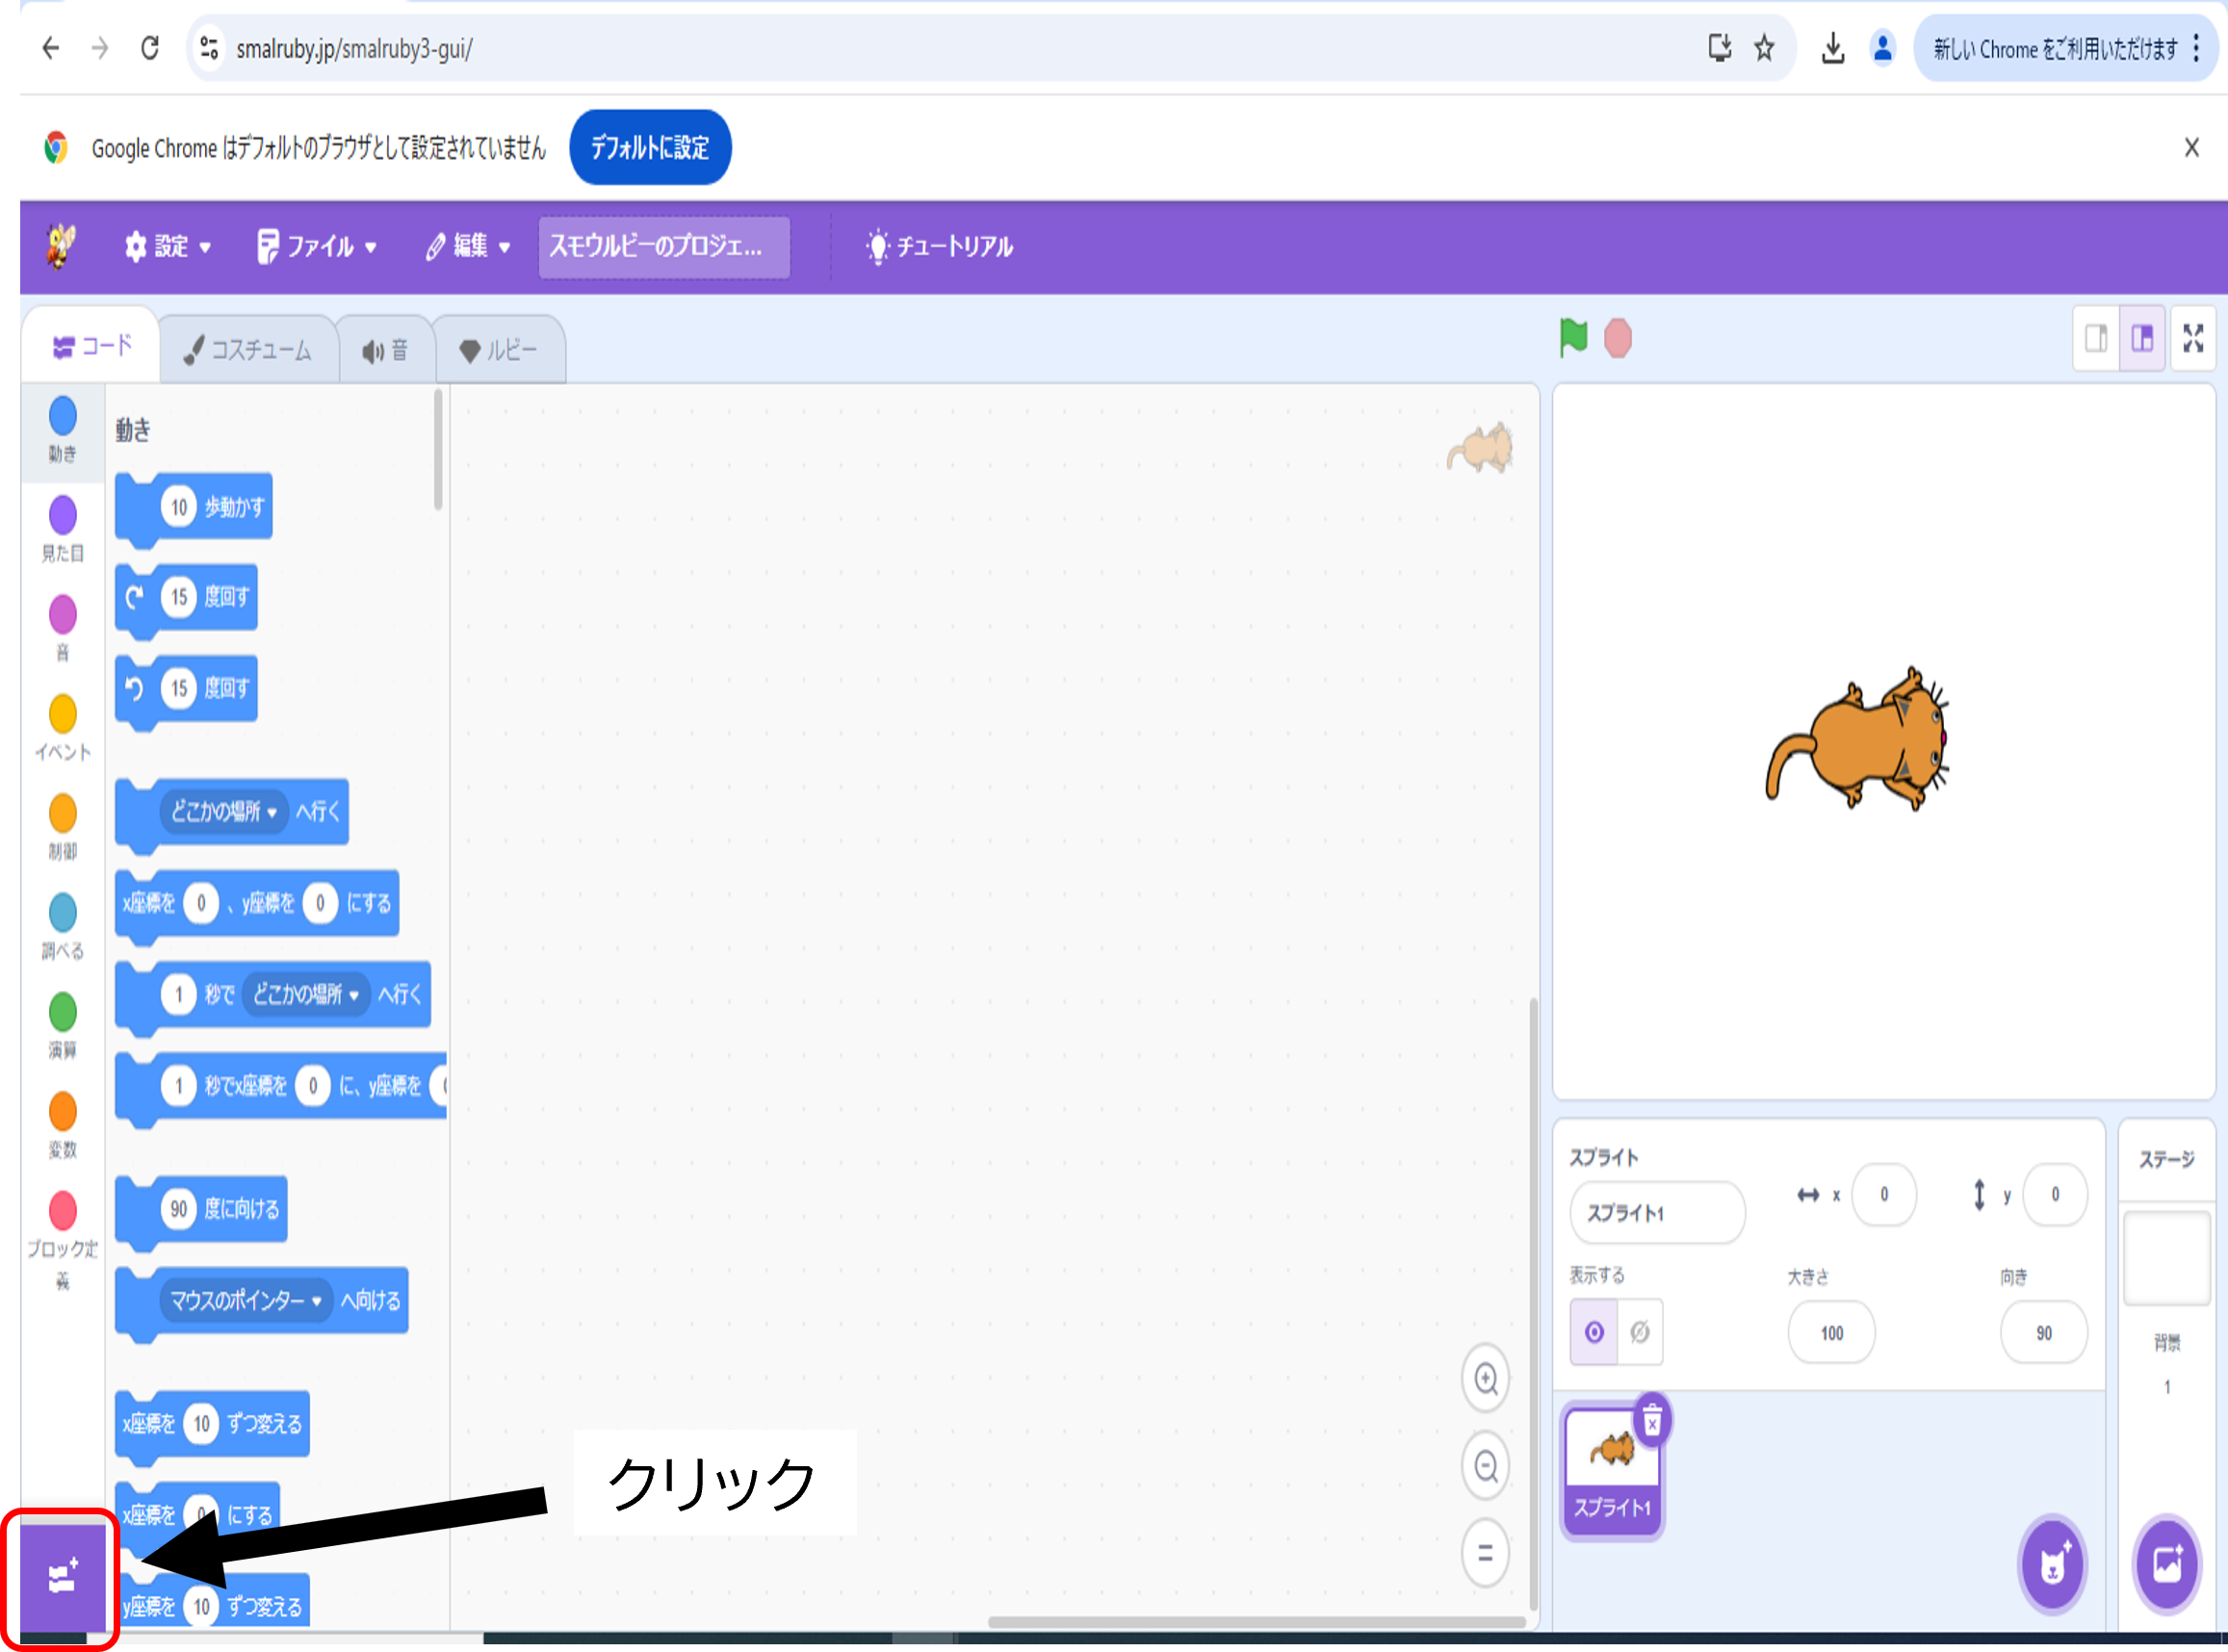 smalruby.jp/smalruby3-gui/
新しい Chrome をご利用いただけます
Google Chrome はデフォルトのブラウザとして設定されていません
デフォルトに設定
設定
ファイル
編集
スモウルビーのプロジェ...
チュートリアル
コード
コスチューム
音
ルビー
動き
見た目
音
イベント
制御
調べる
演算
変数
ブロック定
義
動き
10 歩動かす
15 度回す
15 度回す
どこかの場所 へ行く
x座標を 0 、y座標を 0 にする
1 秒で どこかの場所 へ行く
1 秒でx座標を 0 に、y座標を
90 度に向ける
マウスのポインター へ向ける
x座標を 10 ずつ変える
x座標を 0 にする
y座標を 10 ずつ変える
クリック
スプライト
スプライト1
x 0
y 0
表示する
大きさ
向き
100
90
スプライト1
ステージ
背景
1